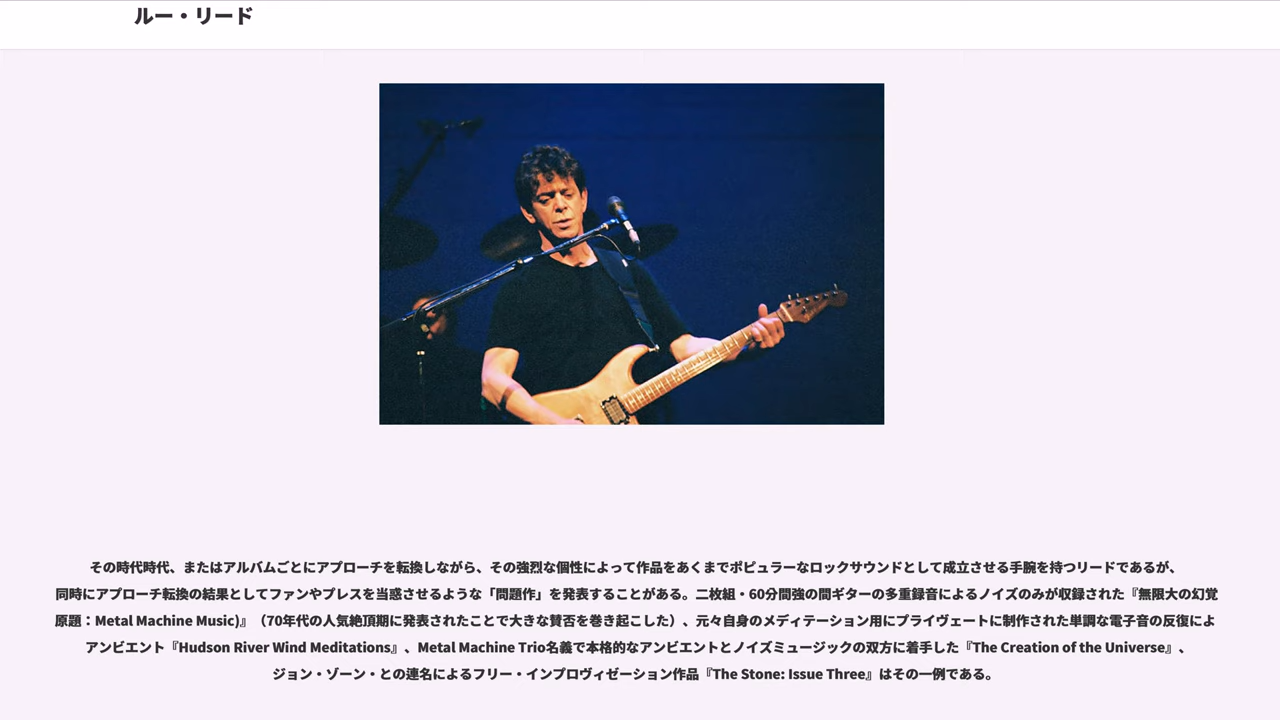 ルー・リード
その時代時代、またはアルバムごとにアプローチを転換しながら、その強烈な個性によって作品をあくまでポピュラーなロックサウンドとして成立させる手腕を持つリードであるが、
同時にアプローチ転換の結果としてファンやプレスを当惑させるような「問題作」を発表することがある。二枚組・60分間強の間ギターの多重録音によるノイズのみが収録された『無限大の幻覚
原題：Metal Machine Music)』（70年代の人気絶頂期に発表されたことで大きな賛否を巻き起こした）、元々自身のメディテーション用にプライヴェートに制作された単調な電子音の反復によ
アンビエント『Hudson River Wind Meditations』、Metal Machine Trio名義で本格的なアンビエントとノイズミュージックの双方に着手した『The Creation of the Universe』、
ジョン・ゾーン・との連名によるフリー・インプロヴィゼーション作品『The Stone: Issue Three』はその一例である。